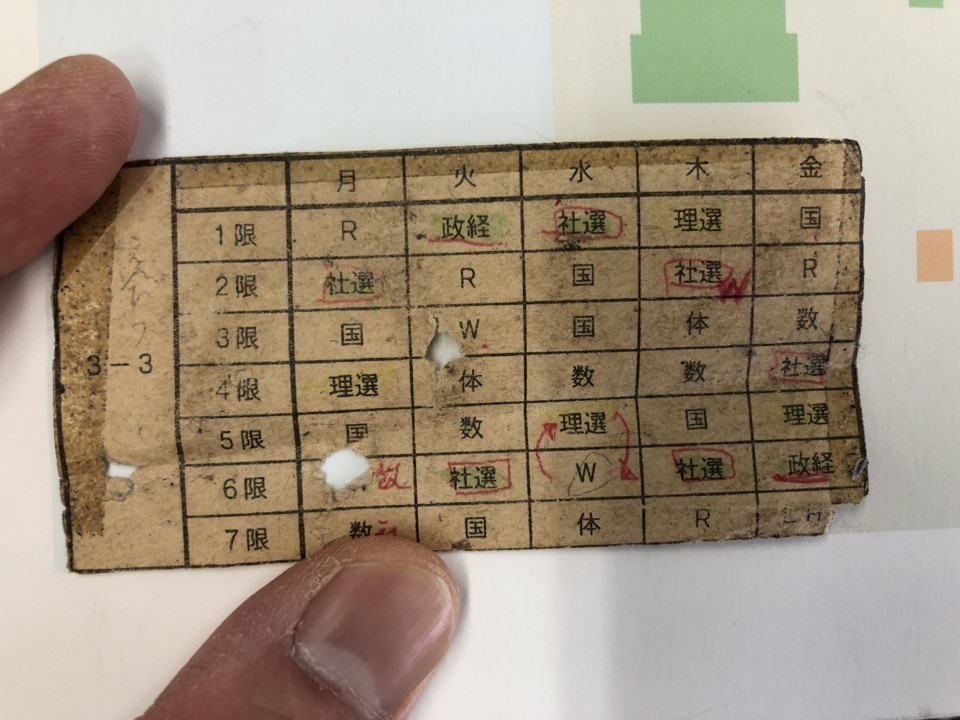 月 火 水 木 金
1限 R 政経 社選 理選 国
2限 社選 R 国 社選 R
W
3限 国 W 国 体 数
3-3
4限 理選 体 数 数 社選
5限 国 数 理選 国 理選
6限 社選 W 社選 政経
7限 数 国 体 R LH